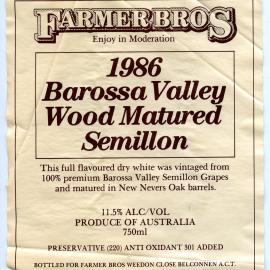 FARMER BROS
Enjoy in Moderation
1986
Barossa Valley
Wood Matured
Semillon
This full flavoured dry white was vintaged from
100% premium Barossa Valley Semillon Grapes
and matured in New Nevers Oak barrels.
11.5% ALC/VOL
PRODUCE OF AUSTRALIA
750ml
PRESERVATIVE (220) ANTI OXIDANT 301 ADDED
BOTTLED FOR FARMER BROS WEEDON CLOSE BELCONNEN A.C.T.